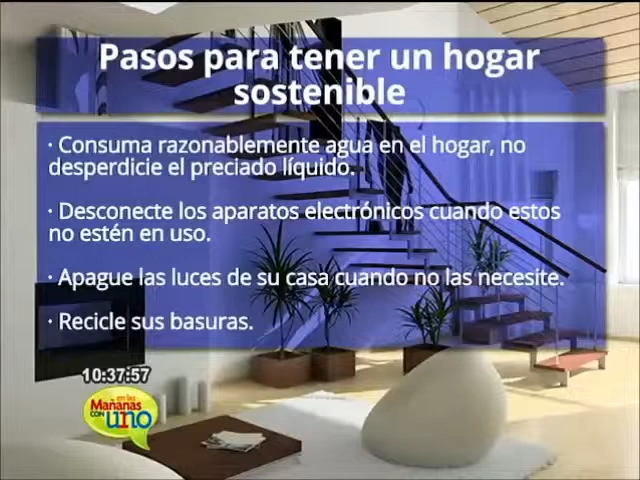 Pasos para tener un hogar
sostenible
· Consuma razonablemente agua en el hogar, no
desperdicie el preciado líquido.
· Desconecte los aparatos electrónicos cuando estos
no estén en uso.
· Apague las luces de su casa cuando no las necesite.
· Recicle sus basuras.
10:37:57
en las
Mañanas
CON uno